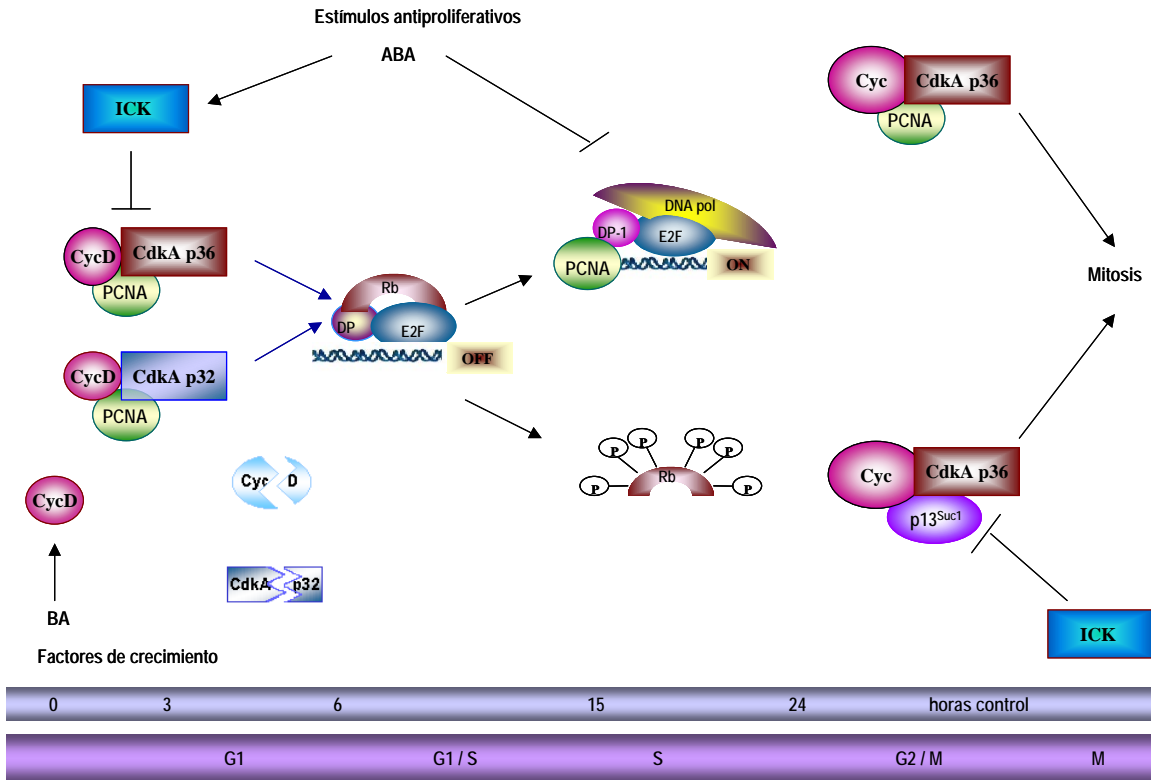 Estímulos antiproliferativos
ABA
ICK
CycD
CdkA p36
PCNA
CycD
CdkA p32
PCNA
CycD
BA
Factores de crecimiento
Cyc D
CdkA p32
Rb
DP
E2F
OFF
DNA pol
DP-1
E2F
PCNA
ON
P P P P P P
Rb
Cyc
CdkA p36
PCNA
Mitosis
Cyc
CdkA p36
p13Suc1
ICK
0 3 6 15 24 horas control
G1 G1 / S S G2 / M M